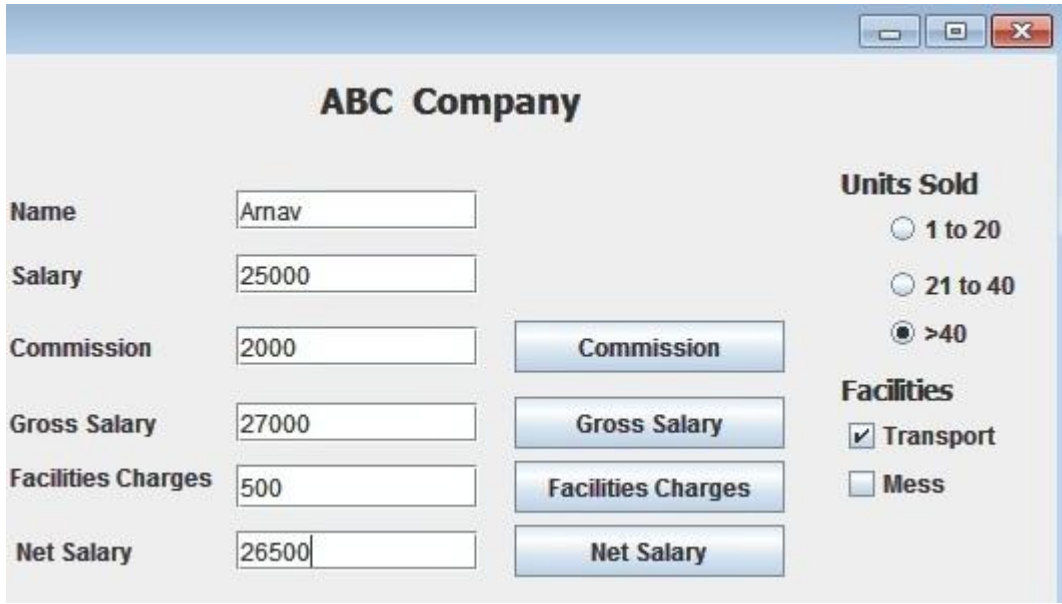 ABC Company
Name Arnav
Salary 25000
Commission 2000 Commission
Gross Salary 27000 Gross Salary
Facilities Charges 500 Facilities Charges
Net Salary 26500 Net Salary
Units Sold
1 to 20
21 to 40
>40
Facilities
Transport
Mess